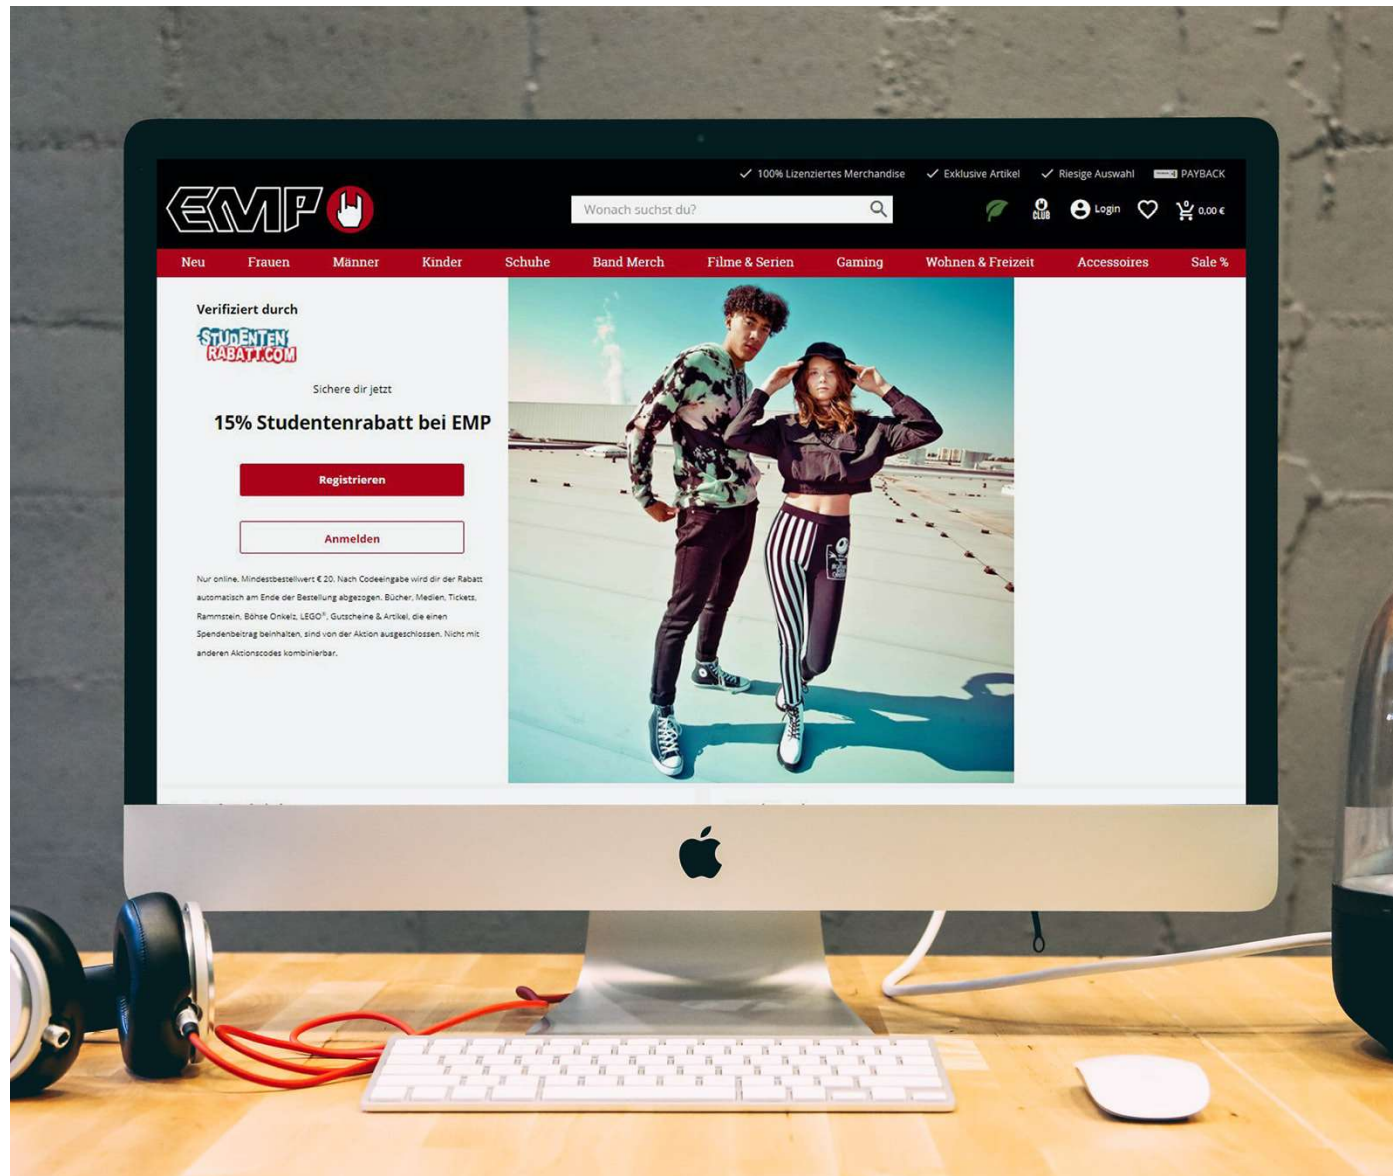 100% Lizenziertes Merchandise
Exklusive Artikel
Riesige Auswahl
PAYBACK
EMP
Wonach suchst du?
CLUB
Login
0
0,00 €
Neu
Frauen
Männer
Kinder
Schuhe
Band Merch
Filme & Serien
Gaming
Wohnen & Freizeit
Accessoires
Sale %
Verifiziert durch
STUDENTEN
RABATT.COM
Sichere dir jetzt
15% Studentenrabatt bei EMP
Registrieren
Anmelden
Nur online. Mindestbestellwert € 20. Nach Codeeingabe wird dir der Rabatt
automatisch am Ende der Bestellung abgezogen. Bücher, Medien, Tickets,
Rammstein, Böhse Onkelz, LEGO®, Gutscheine & Artikel, die einen
Spendenbeitrag beinhalten, sind von der Aktion ausgeschlossen. Nicht mit
anderen Aktionscodes kombinierbar.